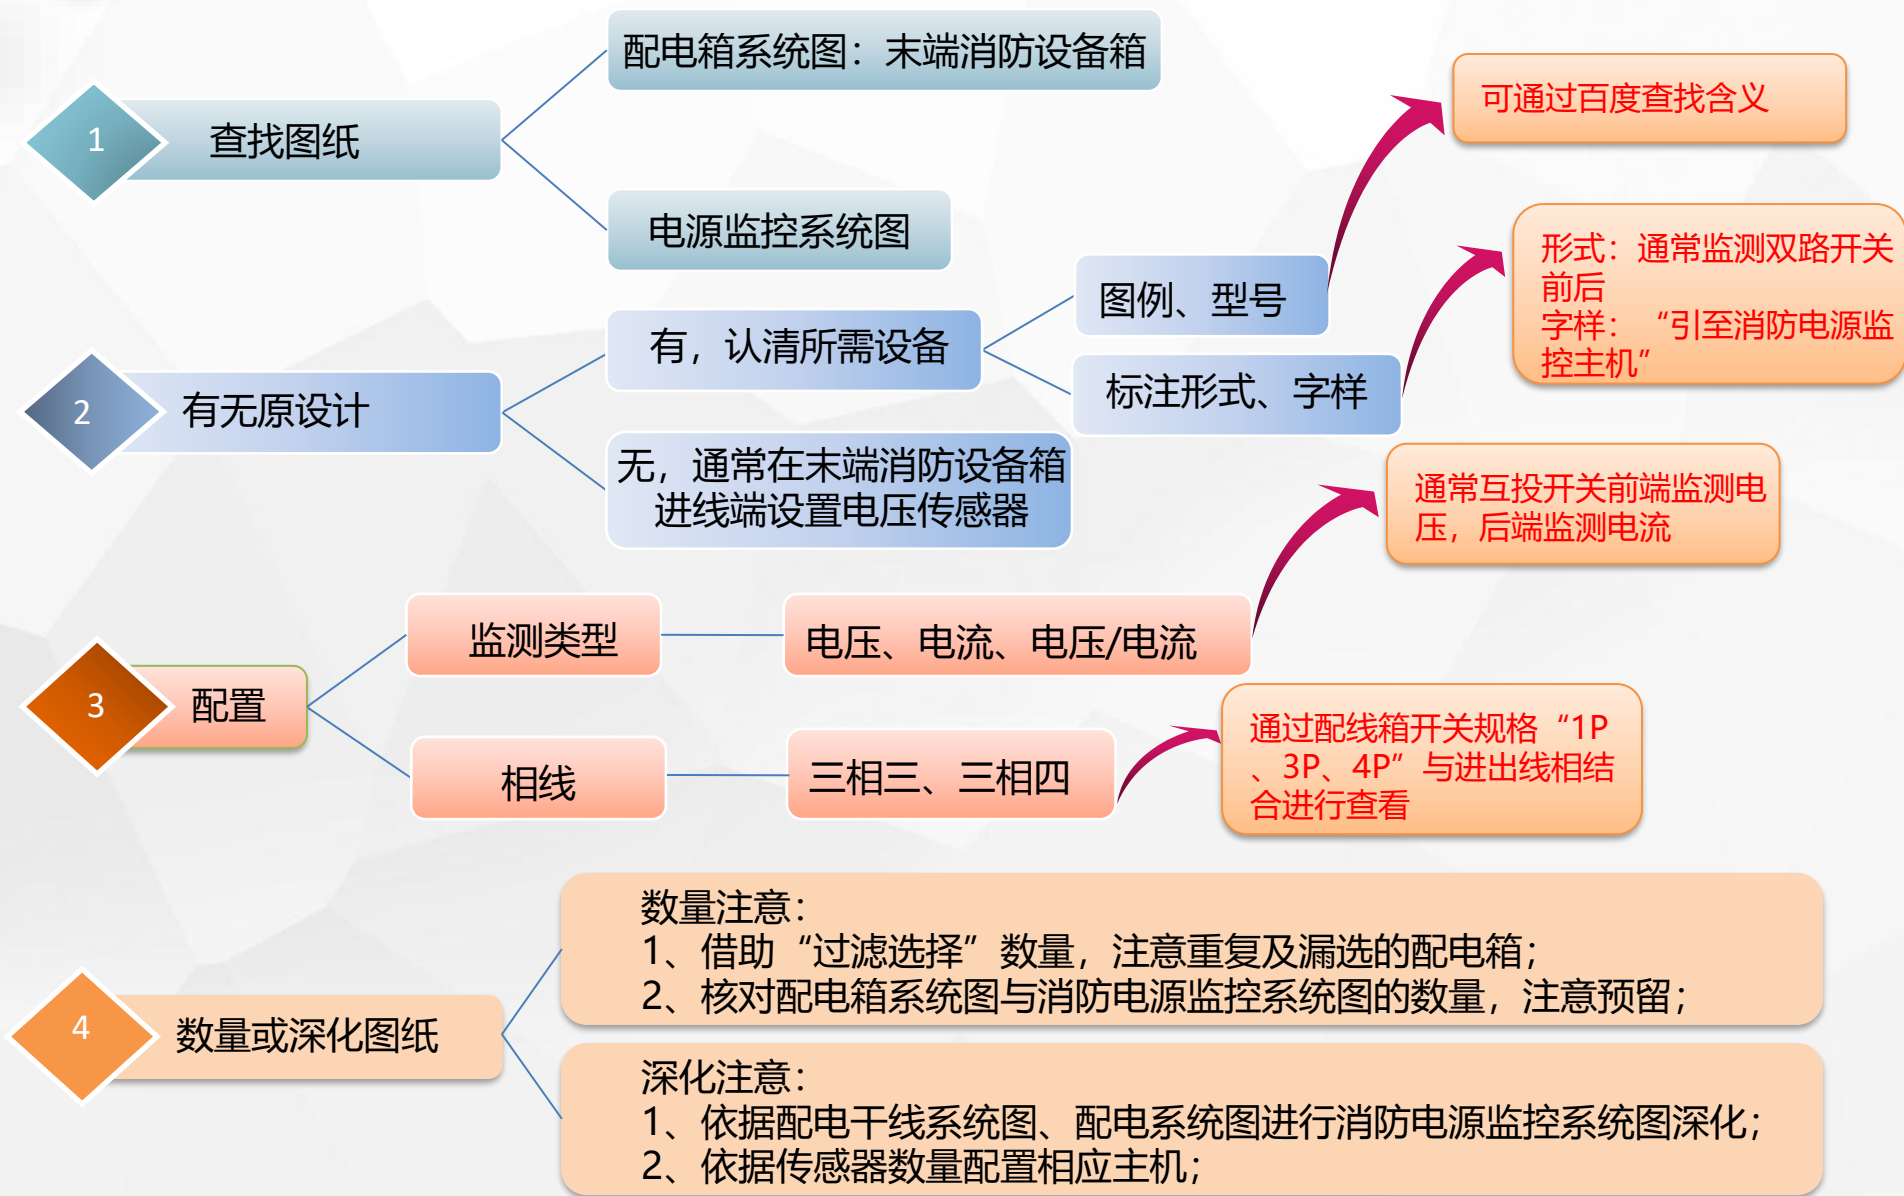 1
查找图纸
配电箱系统图：末端消防设备箱
电源监控系统图
2
有无原设计
有，认清所需设备
图例、型号
可通过百度查找含义
标注形式、字样
形式：通常监测双路开关
前后
字样：“引至消防电源监
控主机”
无，通常在末端消防设备箱
进线端设置电压传感器
3
配置
监测类型
电压、电流、电压/电流
通常互投开关前端监测电
压，后端监测电流
相线
三相三、三相四
通过配线箱开关规格“1P
、3P、4P”与进出线相结
合进行查看
4
数量或深化图纸
数量注意：
1、借助“过滤选择”数量，注意重复及漏选的配电箱；
2、核对配电箱系统图与消防电源监控系统图的数量，注意预留；
深化注意：
1、依据配电干线系统图、配电系统图进行消防电源监控系统图深化；
2、依据传感器数量配置相应主机；